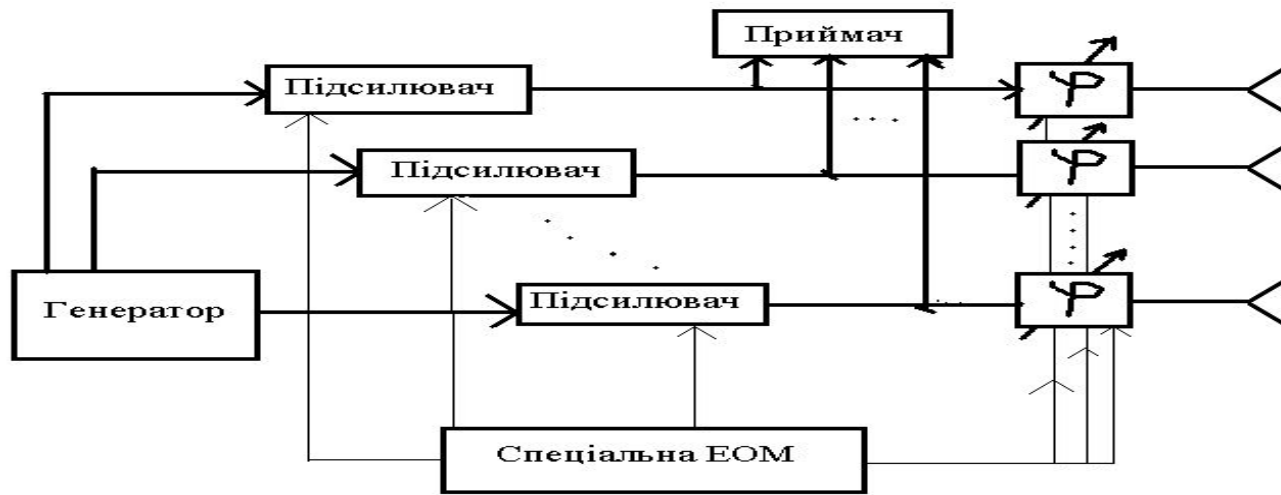 Приймач
Підсилювач
φ
Підсилювач
φ
Підсилювач
φ
Генератор
Спеціальна ЕОМ